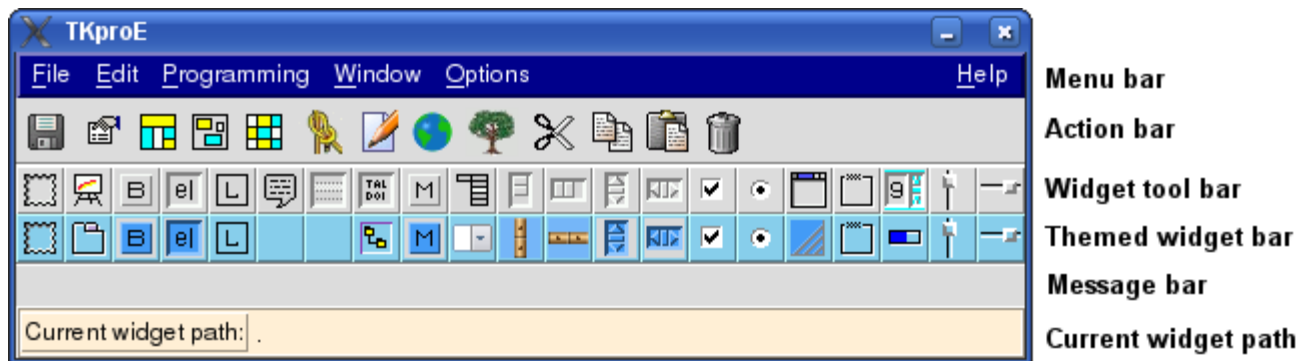 TKproE
File Edit Programming Window Options Help
Menu bar
Action bar
B el L TAL DOI M 9
Widget tool bar
B el L M
Themed widget bar
Message bar
Current widget path: .
Current widget path